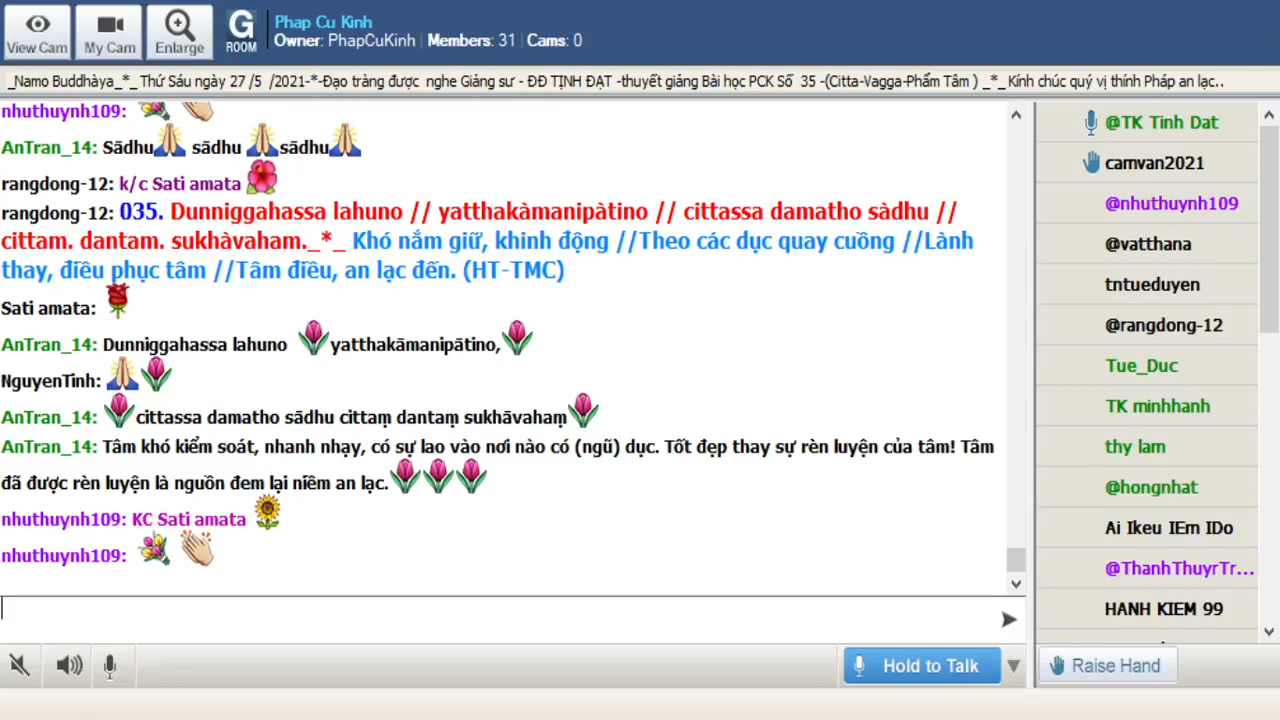 View Cam
My Cam
Enlarge
G
ROOM
Phap Cu Kinh
Owner: PhapCuKinh | Members: 31 | Cams: 0
_Namo Buddhàya_*_ Thứ Sáu ngày 27 /5 /2021-*-Đạo tràng được nghe Giảng sư - ĐĐ TỊNH ĐẠT -thuyết giảng Bài học PCK Số 35 -(Citta-Vagga-Phẩm Tâm ) _*_Kính chúc quý vị thính Pháp an lạc..
nhuthuynh109:
AnTran_14: Sādhu sādhu sādhu
rangdong-12: k/c Sati amata
rangdong-12: 035. Dunniggahassa lahuno // yatthakàmanipàtino // cittassa damatho sàdhu //
cittam. dantam. sukhàvaham._*_ Khó nắm giữ, khinh động //Theo các dục quay cuồng //Lành
thay, điều phục tâm //Tâm điều, an lạc đến. (HT-TMC)
Sati amata:
AnTran_14: Dunniggahassa lahuno yatthakāmanipātino,
NguyenTinh:
AnTran_14: cittassa damatho sādhu cittaṃ dantaṃ sukhāvahaṃ
AnTran_14: Tâm khó kiểm soát, nhanh nhạy, có sự lao vào nơi nào có (ngũ) dục. Tốt đẹp thay sự rèn luyện của tâm! Tâm
đã được rèn luyện là nguồn đem lại niềm an lạc.
nhuthuynh109: KC Sati amata
nhuthuynh109:
@TK Tinh Dat
camvan2021
@nhuthuynh109
@vatthana
tntueduyen
@rangdong-12
Tue_Duc
TK minhhanh
thy lam
@hongnhat
Ai Ikeu IEm IDo
@ThanhThuyrTr...
HANH KIEM 99
Hold to Talk
Raise Hand